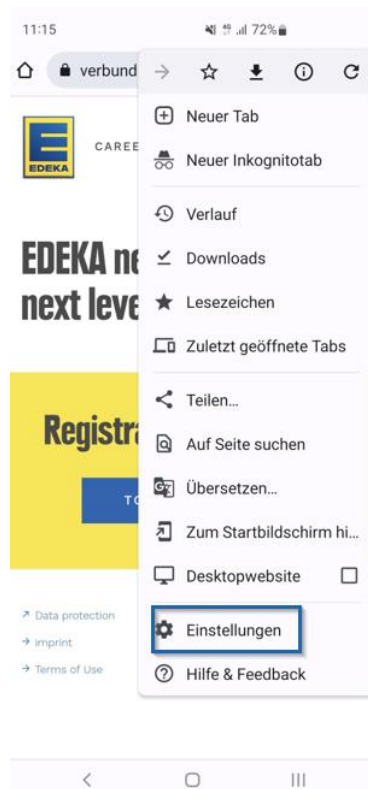 11:15
72%
verbund
Neuer Tab
EDEKA
CAREE
Neuer Inkognitotab
Verlauf
EDEKA ne
next leve
Downloads
Lesezeichen
Zuletzt geöffnete Tabs
Teilen...
Registra
Auf Seite suchen
Übersetzen...
TO
Zum Startbildschirm hi...
Desktopwebsite
Data protection
imprint
Terms of Use
Einstellungen
Hilfe & Feedback